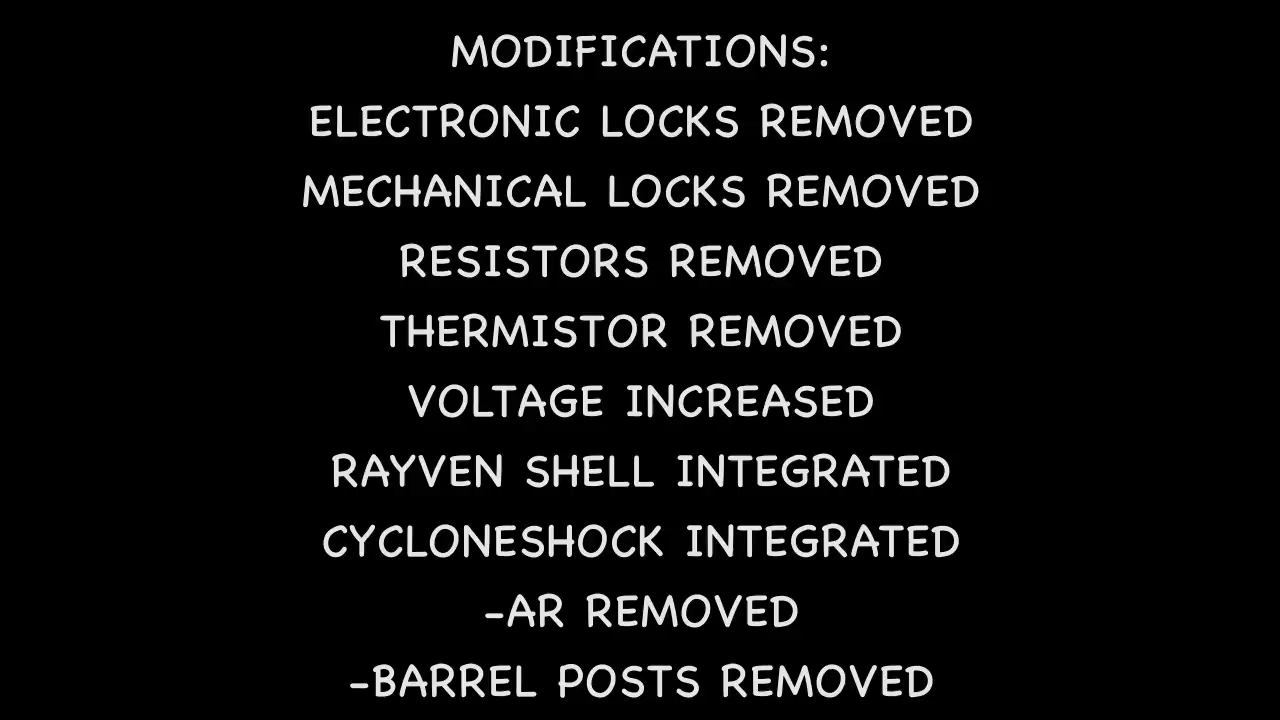 MODIFICATIONS:
ELECTRONIC LOCKS REMOVED
MECHANICAL LOCKS REMOVED
RESISTORS REMOVED
THERMISTOR REMOVED
VOLTAGE INCREASED
RAYVEN SHELL INTEGRATED
CYCLONESHOCK INTEGRATED
-AR REMOVED
-BARREL POSTS REMOVED